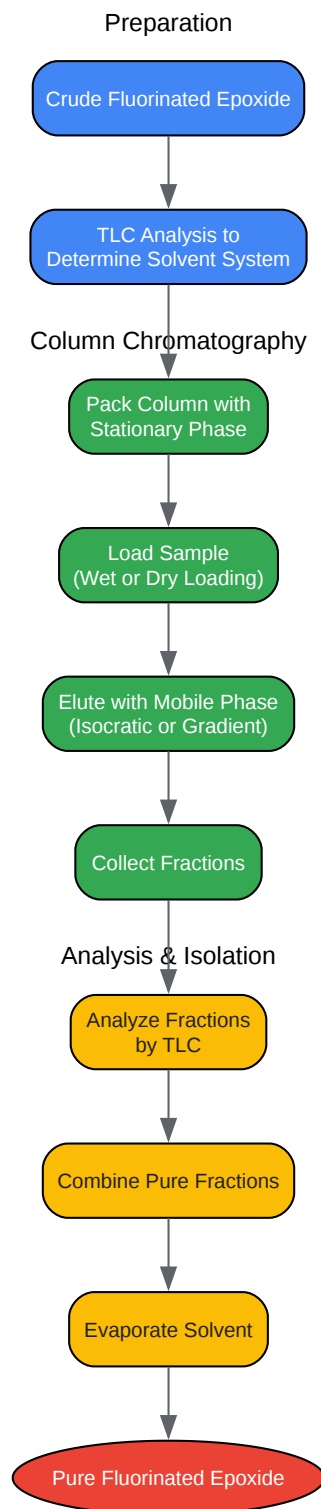 Preparation
Crude Fluorinated Epoxide
TLC Analysis to
Determine Solvent System
Column Chromatography
Pack Column with
Stationary Phase
Load Sample
(Wet or Dry Loading)
Elute with Mobile Phase
(Isocratic or Gradient)
Collect Fractions
Analysis & Isolation
Analyze Fractions
by TLC
Combine Pure Fractions
Evaporate Solvent
Pure Fluorinated Epoxide